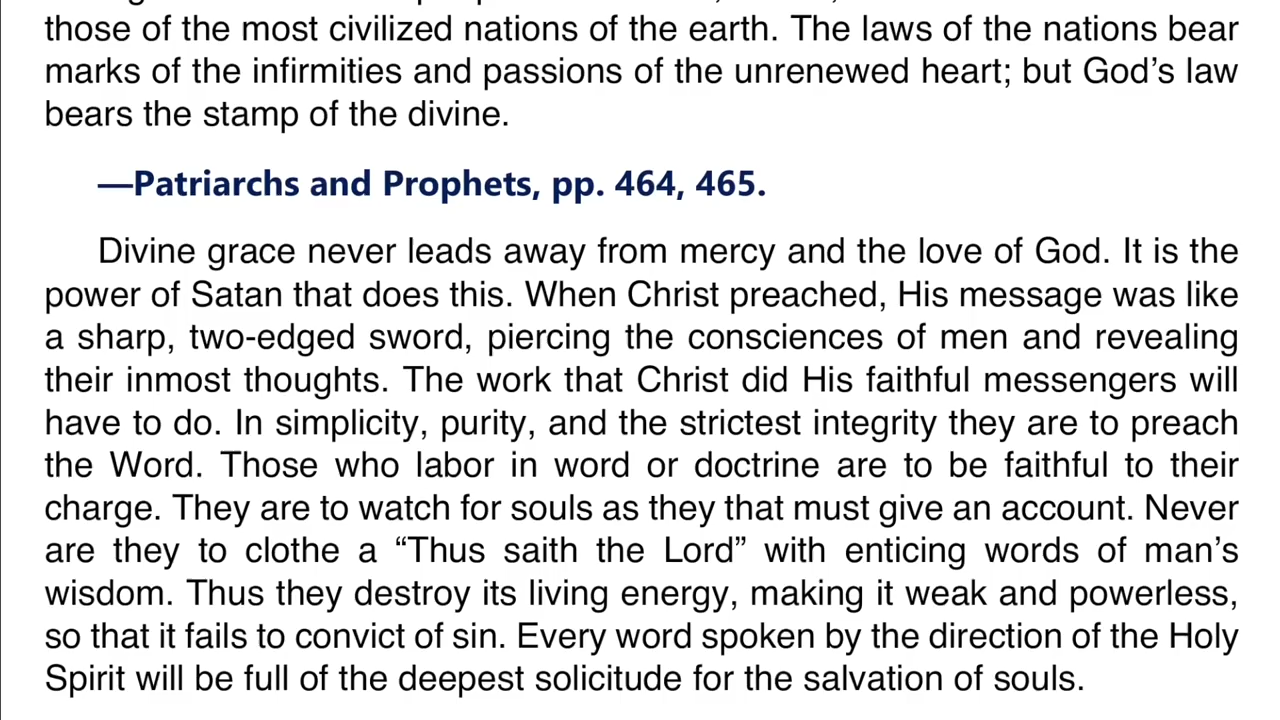 those of the most civilized nations of the earth. The laws of the nations bear
marks of the infirmities and passions of the unrenewed heart; but God’s law
bears the stamp of the divine.
—Patriarchs and Prophets, pp. 464, 465.
Divine grace never leads away from mercy and the love of God. It is the
power of Satan that does this. When Christ preached, His message was like
a sharp, two-edged sword, piercing the consciences of men and revealing
their inmost thoughts. The work that Christ did His faithful messengers will
have to do. In simplicity, purity, and the strictest integrity they are to preach
the Word. Those who labor in word or doctrine are to be faithful to their
charge. They are to watch for souls as they that must give an account. Never
are they to clothe a “Thus saith the Lord” with enticing words of man’s
wisdom. Thus they destroy its living energy, making it weak and powerless,
so that it fails to convict of sin. Every word spoken by the direction of the Holy
Spirit will be full of the deepest solicitude for the salvation of souls.